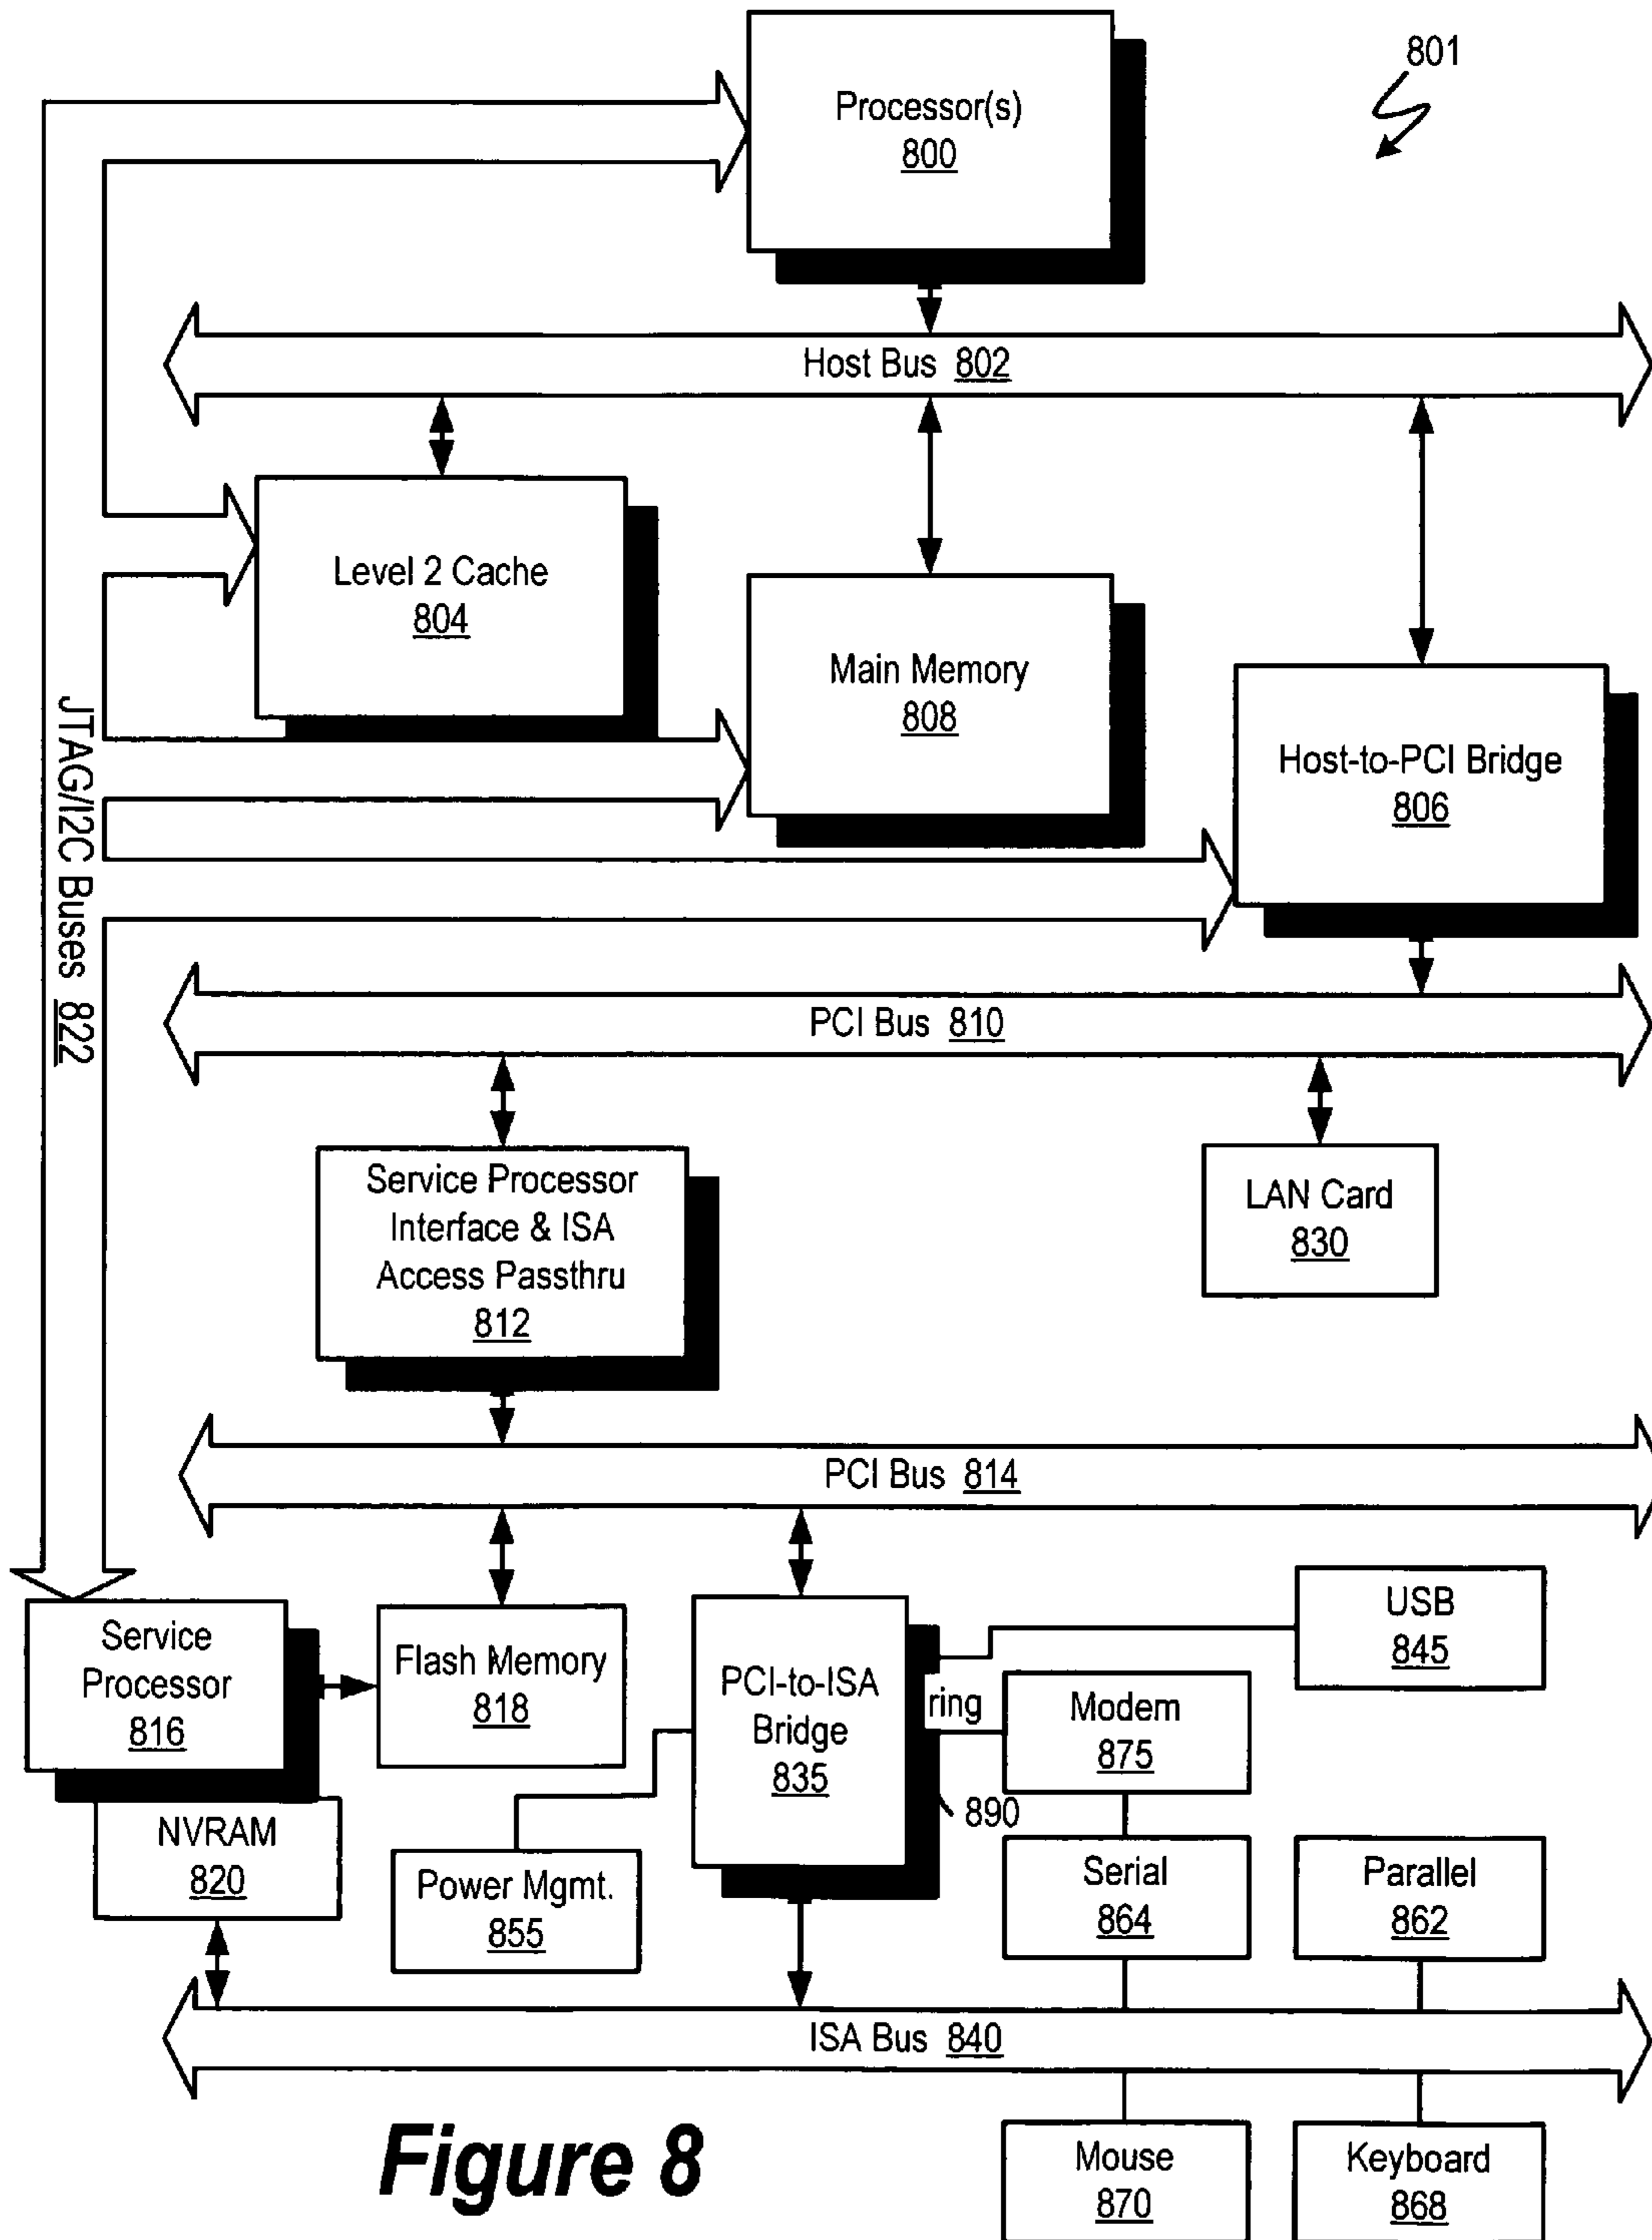 801
Processor(s)
800
Host Bus 802
Level 2 Cache
804
Main Memory
808
Host-to-PCI Bridge
806
JTAG/I2C Buses 822
PCI Bus 810
Service Processor
Interface & ISA
Access Passthru
812
LAN Card
830
PCI Bus 814
Service
Processor
816
Flash Memory
818
PCI-to-ISA
Bridge
835
USB
845
ring
Modem
875
890
NVRAM
820
Power Mgmt.
855
Serial
864
Parallel
862
ISA Bus 840
Mouse
870
Keyboard
868
Figure 8